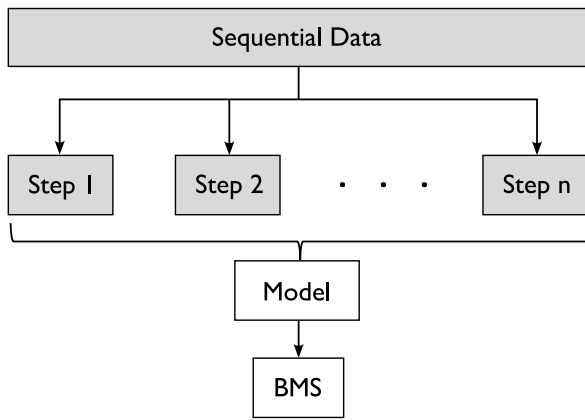 Sequential Data
Step 1
Step 2
. . .
Step n
Model
BMS